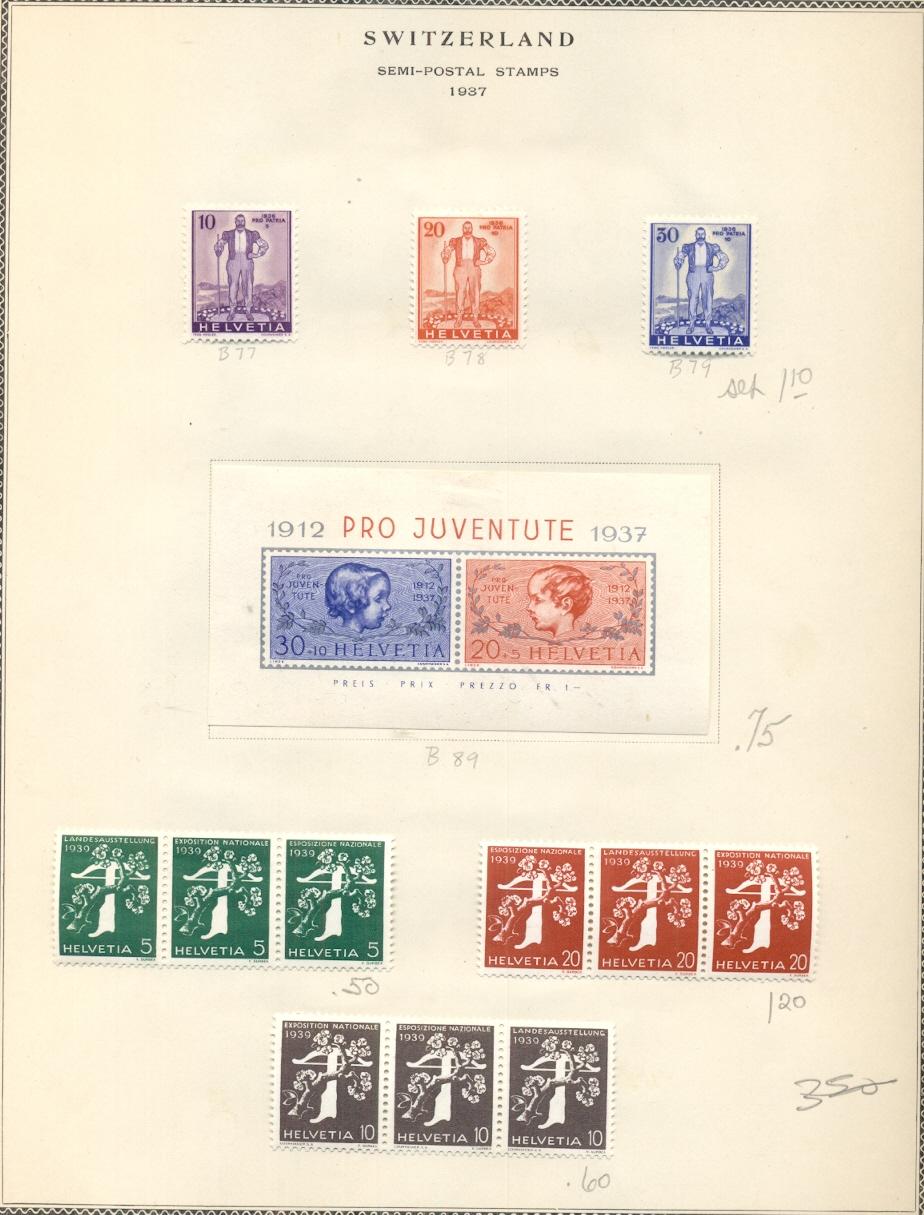 SWITZERLAND
SEMI-POSTAL STAMPS
1937
10 1936
PRO PATRIA
5
HELVETIA
20 1936
PRO PATRIA
10
HELVETIA
30 1936
PRO PATRIA
10
HELVETIA
B77
B78
B79
set 1 10
1912 PRO JUVENTUTE 1937
PRO
JUVEN-
TUTE
1912
1937
30+10 HELVETIA
PRO
JUVEN-
TUTE
1912
1937
20+5 HELVETIA
PREIS · PRIX · PREZZO FR. 1—
.75
B 89
LANDESAUSSTELLUNG
1939
HELVETIA 5
EXPOSITION NATIONALE
1939
HELVETIA 5
ESPOSIZIONE NAZIONALE
1939
HELVETIA 5
ESPOSIZIONE NAZIONALE
1939
HELVETIA 20
LANDESAUSSTELLUNG
1939
HELVETIA 20
EXPOSITION NATIONALE
1939
HELVETIA 20
.50
1 20
EXPOSITION NATIONALE
1939
HELVETIA 10
ESPOSIZIONE NAZIONALE
1939
HELVETIA 10
LANDESAUSSTELLUNG
1939
HELVETIA 10
350
.60